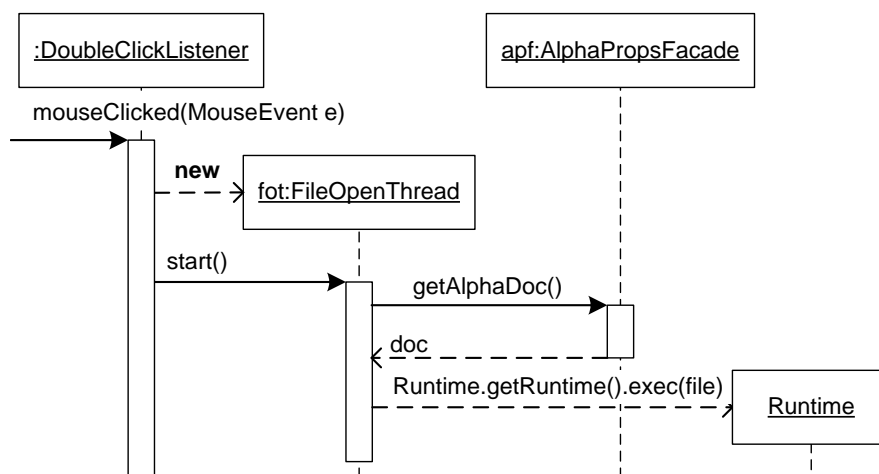 :DoubleClickListener
apf:AlphaPropsFacade
mouseClicked(MouseEvent e)
new
fot:FileOpenThread
start()
getAlphaDoc()
doc
Runtime.getRuntime().exec(file)
Runtime